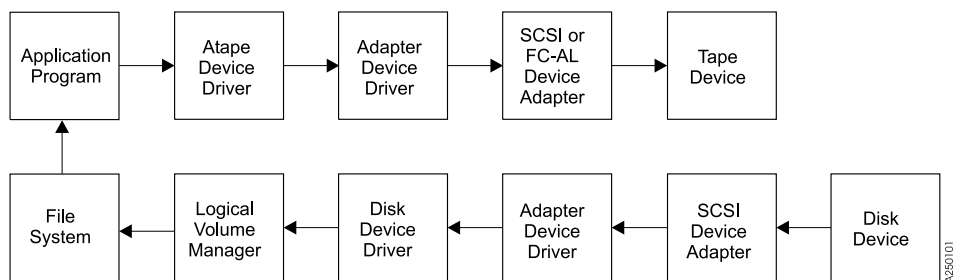 Application
Program
Atape
Device
Driver
Adapter
Device
Driver
SCSI or
FC-AL
Device
Adapter
Tape
Device
File
System
Logical
Volume
Manager
Disk
Device
Driver
Adapter
Device
Driver
SCSI
Device
Adapter
Disk
Device
A250101